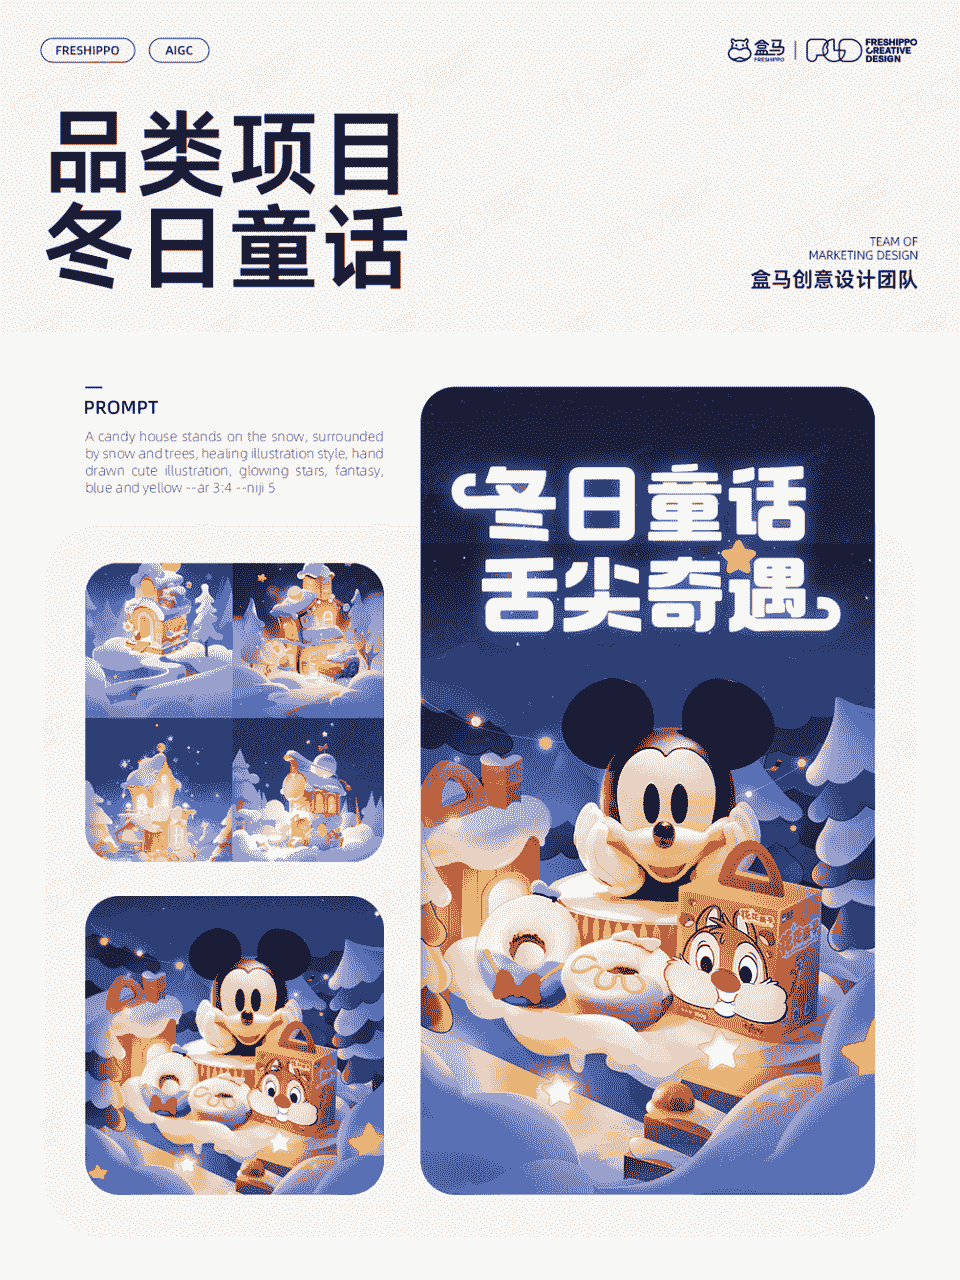 FRESHIPPO
AIGC
盒马
FRESHIPPO
FCD
FRESHIPPO
CREATIVE
DESIGN
品类项目
冬日童话
TEAM OF
MARKETING DESIGN
盒马创意设计团队
PROMPT
A candy house stands on the snow, surrounded
by snow and trees, healing illustration style, hand
drawn cute illustration, glowing stars, fantasy,
blue and yellow --ar 3:4 --niji 5
冬日童话
舌尖奇遇